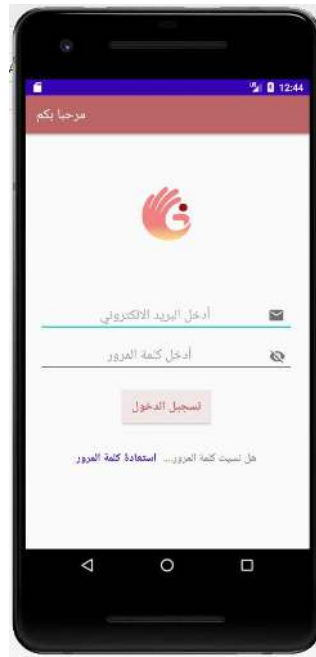 12:44
مرحبا بكم
أدخل البريد الالكتروني
أدخل كلمة المرور
تسجيل الدخول
هل نسيت كلمة المرور... استعادة كلمة المرور